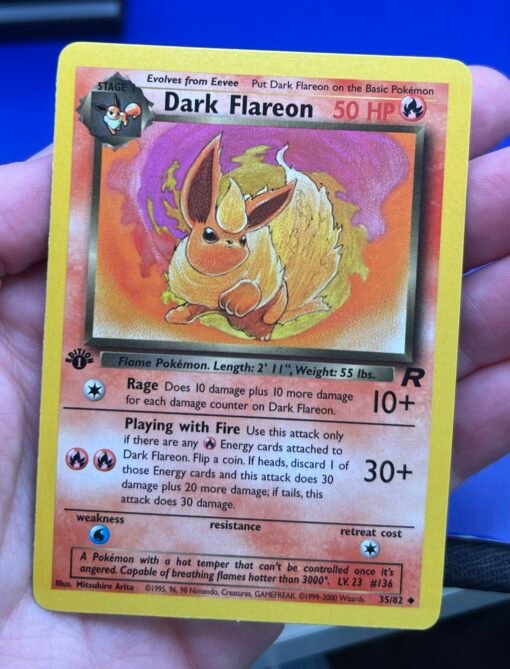 Evolves from Eevee Put Dark Flareon on the Basic Pokémon
STAGE 1
Dark Flareon 50 HP
EDITION
1
Flame Pokémon. Length: 2' 11", Weight: 55 lbs.
R
Rage Does 10 damage plus 10 more damage
for each damage counter on Dark Flareon.
10+
Playing with Fire Use this attack only
if there are any Energy cards attached to
Dark Flareon. Flip a coin. If heads, discard 1 of
those Energy cards and this attack does 30
damage plus 20 more damage; if tails, this
attack does 30 damage.
30+
weakness
resistance
retreat cost
A Pokémon with a hot temper that can't be controlled once it's
angered. Capable of breathing flames hotter than 3000°. LV. 23 #136
Illus. Mitsuhiro Arita ©1995, 96, 98 Nintendo, Creatures, GAMEFREAK. ©1999-2000 Wizards. 35/82